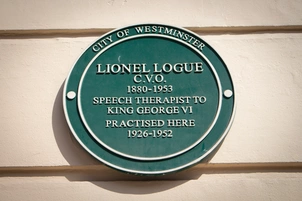 CITY OF WESTMINSTER
LIONEL LOGUE
C.V.O.
1880-1953
SPEECH THERAPIST TO
KING GEORGE VI
PRACTISED HERE
1926-1952